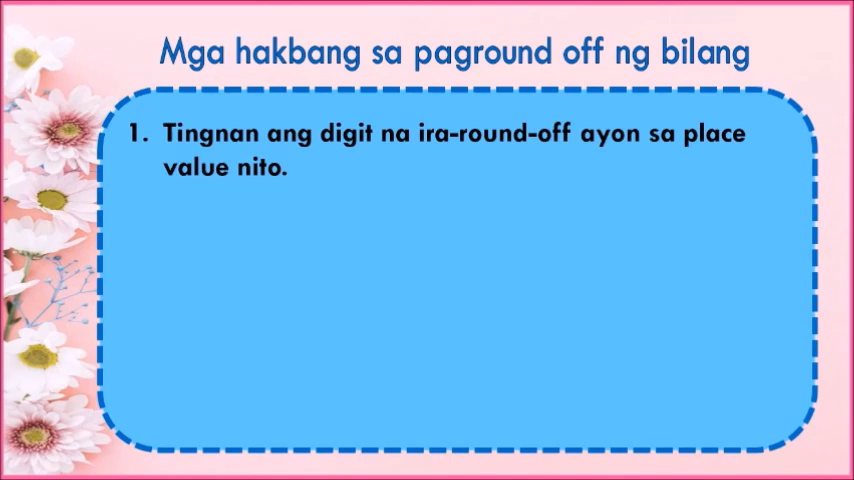 Mga hakbang sa paground off ng bilang
1. Tingnan ang digit na ira-round-off ayon sa place
value nito.